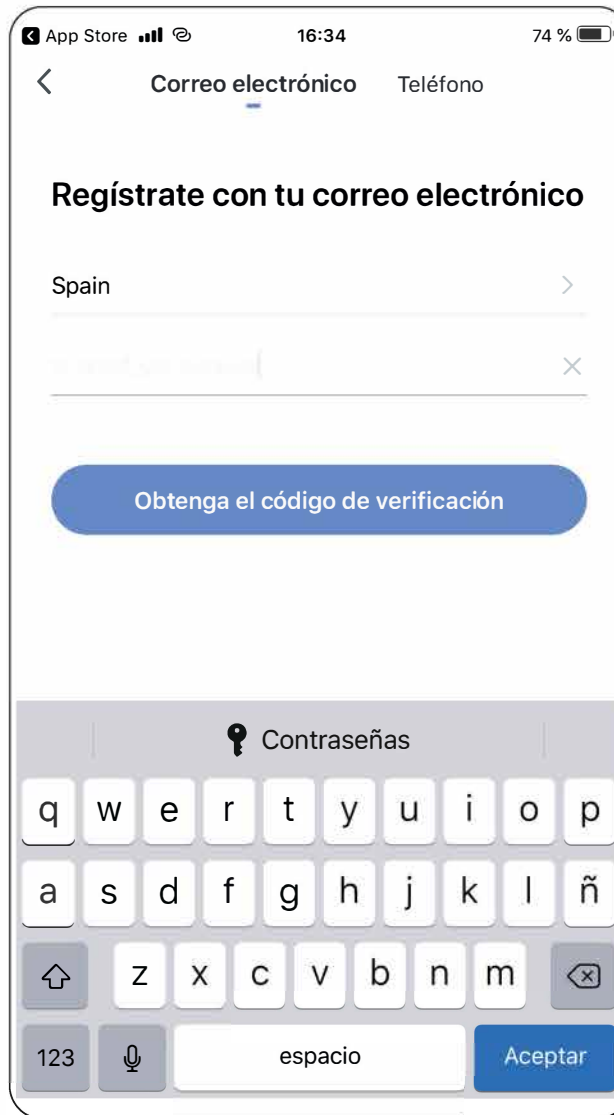 App Store 16:34 74 %
Correo electrónico Teléfono
Regístrate con tu correo electrónico
Spain
Obtenga el código de verificación
Contraseñas
q w e r t y u i o p
a s d f g h j k l ñ
z x c v b n m
123 espacio Aceptar